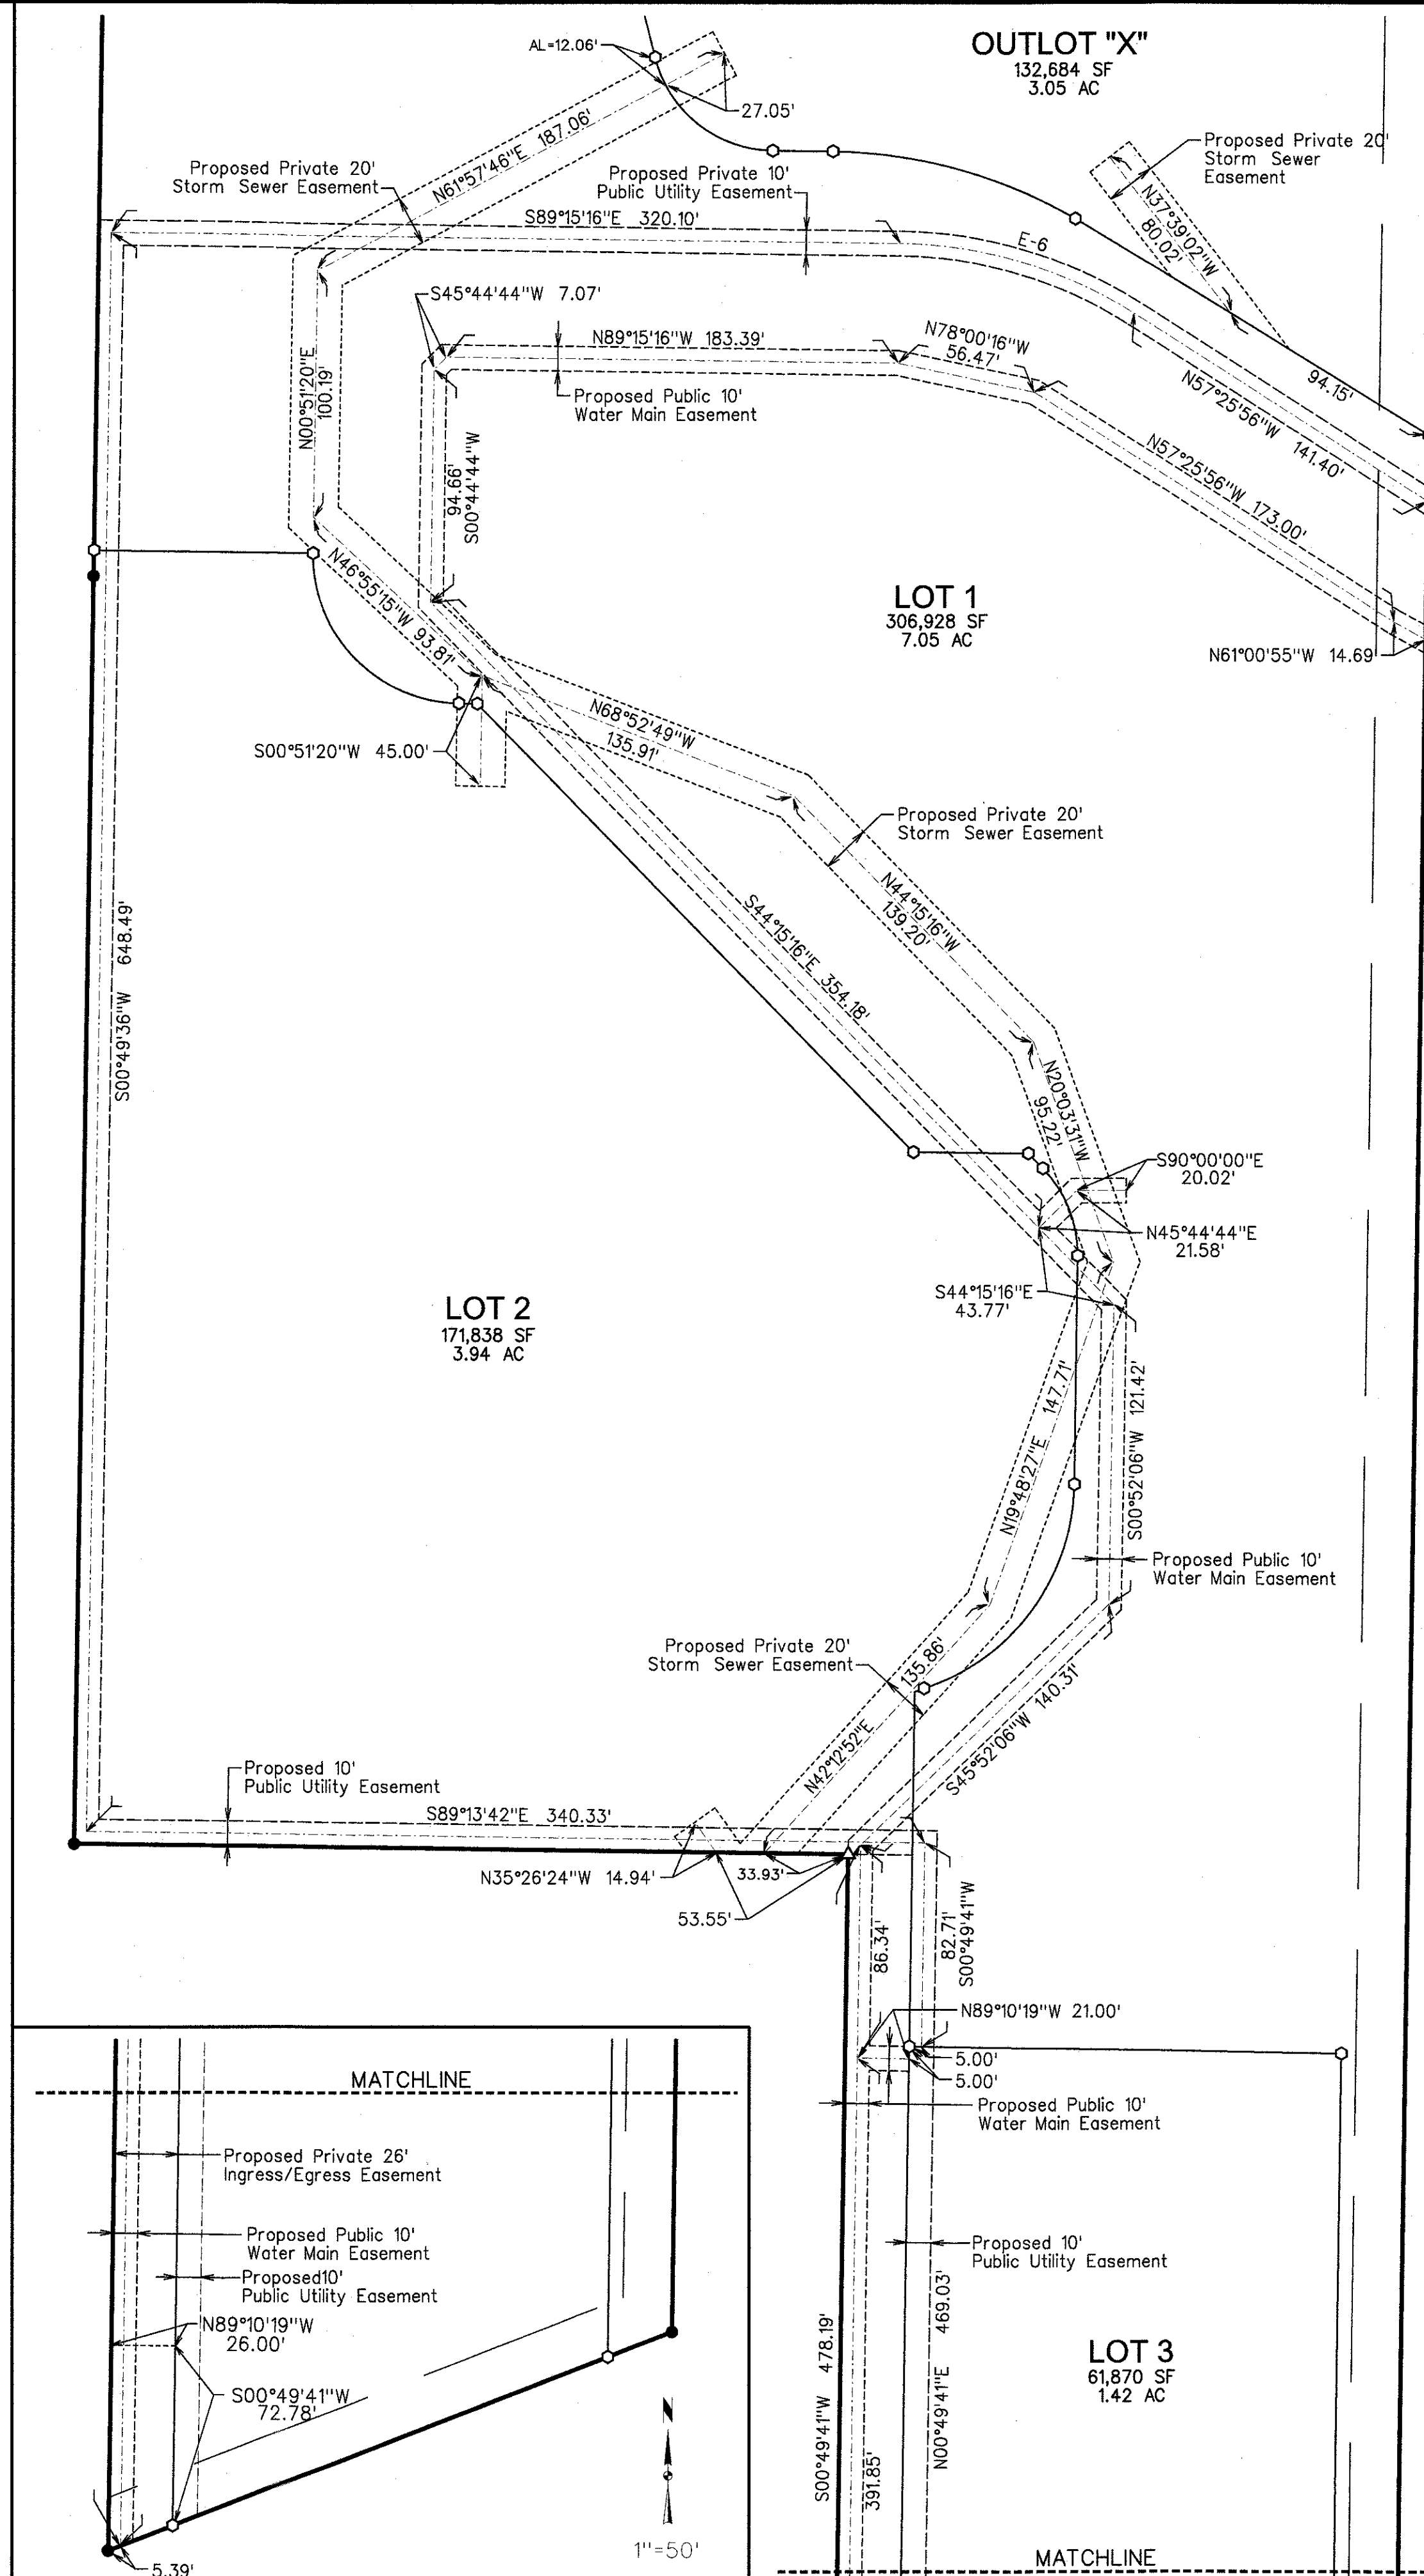 OUTLOT "X"
132,684 SF
3.05 AC
AL=12.06'
27.05'
N61°57'46"E 187.06'
Proposed Private 20'
Storm Sewer Easement
Proposed Private 10'
Public Utility Easement
Proposed Private 20'
Storm Sewer
Easement
N37°39'02"W
80.02'
S89°15'16"E 320.10'
E-6
S45°44'44"W 7.07'
N89°15'16"W 183.39'
N78°00'16"W
56.47'
Proposed Public 10'
Water Main Easement
N00°51'20"E
100.19'
94.66'
S00°44'44"W
94.15'
N57°25'56"W 141.40'
N57°25'56"W 173.00'
N61°00'55"W 14.69'
LOT 1
306,928 SF
7.05 AC
N46°55'15"W 93.81'
S00°51'20"W 45.00'
N68°52'49"W
135.91'
Proposed Private 20'
Storm Sewer Easement
N44°15'16"W
139.20'
S44°15'16"E 354.18'
S00°49'36"W 648.49'
N20°03'31"W
95.22'
S90°00'00"E
20.02'
N45°44'44"E
21.58'
S44°15'16"E
43.77'
LOT 2
171,838 SF
3.94 AC
N19°48'27"E 147.71'
S00°52'06"W 121.42'
Proposed Public 10'
Water Main Easement
Proposed Private 20'
Storm Sewer Easement
N42°12'52"E 135.86'
S45°52'06"W 140.31'
Proposed 10'
Public Utility Easement
S89°13'42"E 340.33'
N35°26'24"W 14.94'
33.93'
53.55'
86.34'
82.71'
S00°49'41"W
N89°10'19"W 21.00'
5.00'
5.00'
Proposed Public 10'
Water Main Easement
Proposed 10'
Public Utility Easement
S00°49'41"W 478.19'
391.85'
N00°49'41"E 469.03'
LOT 3
61,870 SF
1.42 AC
MATCHLINE
MATCHLINE
Proposed Private 26'
Ingress/Egress Easement
Proposed Public 10'
Water Main Easement
Proposed10'
Public Utility Easement
N89°10'19"W
26.00'
S00°49'41"W
72.78'
5.39'
N
1"=50'